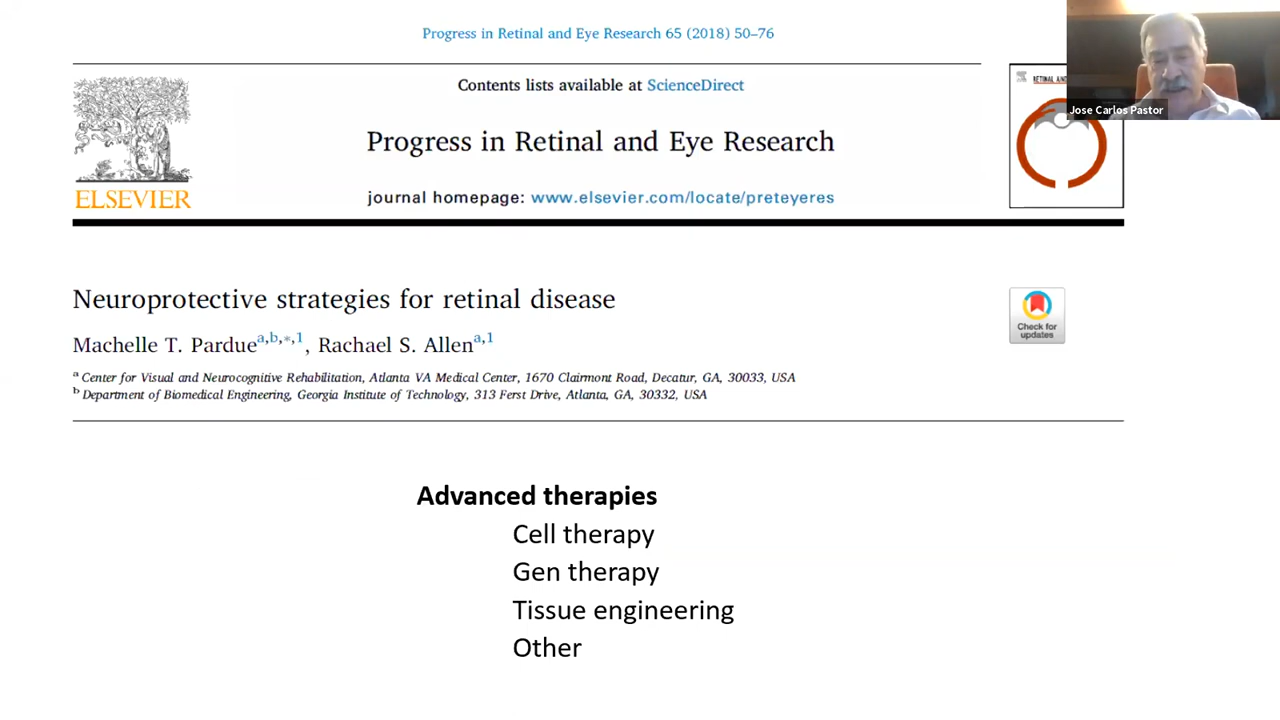 Progress in Retinal and Eye Research 65 (2018) 50–76
Contents lists available at ScienceDirect
Progress in Retinal and Eye Research
journal homepage: www.elsevier.com/locate/preteyeres
ELSEVIER
RETINAL AN
Jose Carlos Pastor
Neuroprotective strategies for retinal disease
Machelle T. Pardue a,b,*,1, Rachael S. Allen a,1
a Center for Visual and Neurocognitive Rehabilitation, Atlanta VA Medical Center, 1670 Clairmont Road, Decatur, GA, 30033, USA
b Department of Biomedical Engineering, Georgia Institute of Technology, 313 Ferst Drive, Atlanta, GA, 30332, USA
Check for
updates
Advanced therapies
Cell therapy
Gen therapy
Tissue engineering
Other